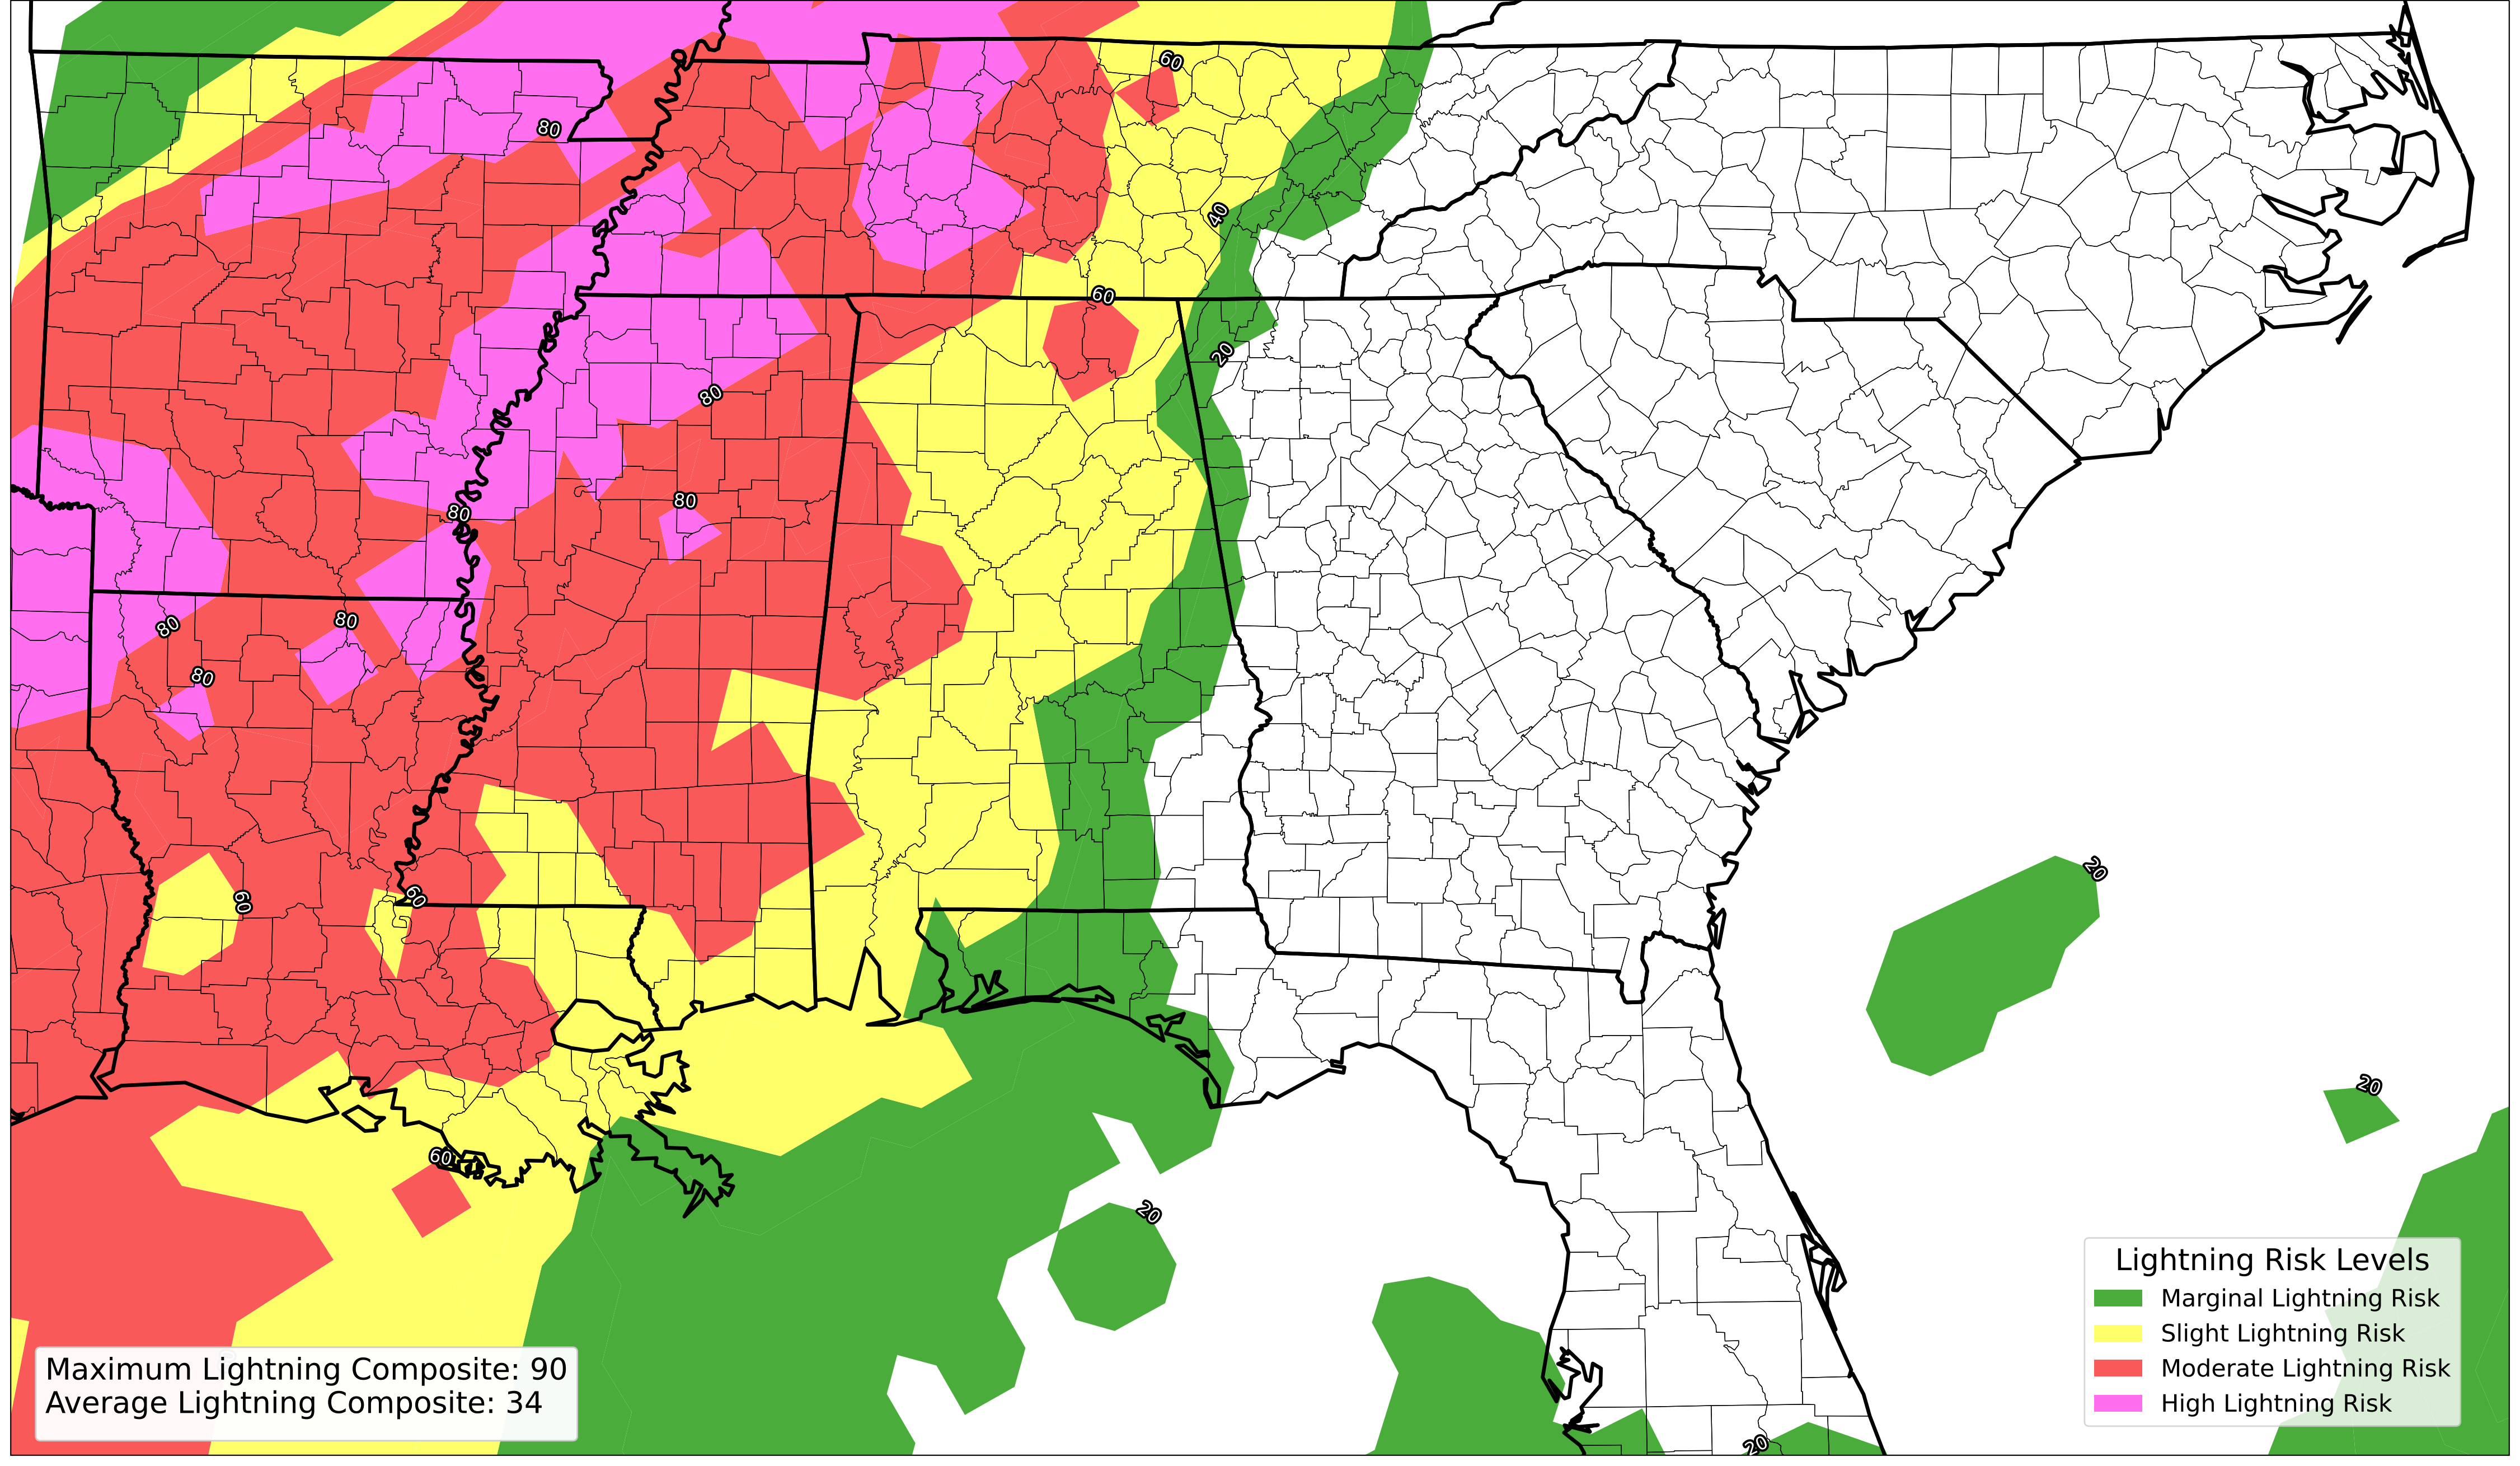 60
80
40
60
20
80
80
80
80
80
80
60
60
20
20
60
20
20
Lightning Risk Levels
Marginal Lightning Risk
Slight Lightning Risk
Moderate Lightning Risk
High Lightning Risk
Maximum Lightning Composite: 90
Average Lightning Composite: 34